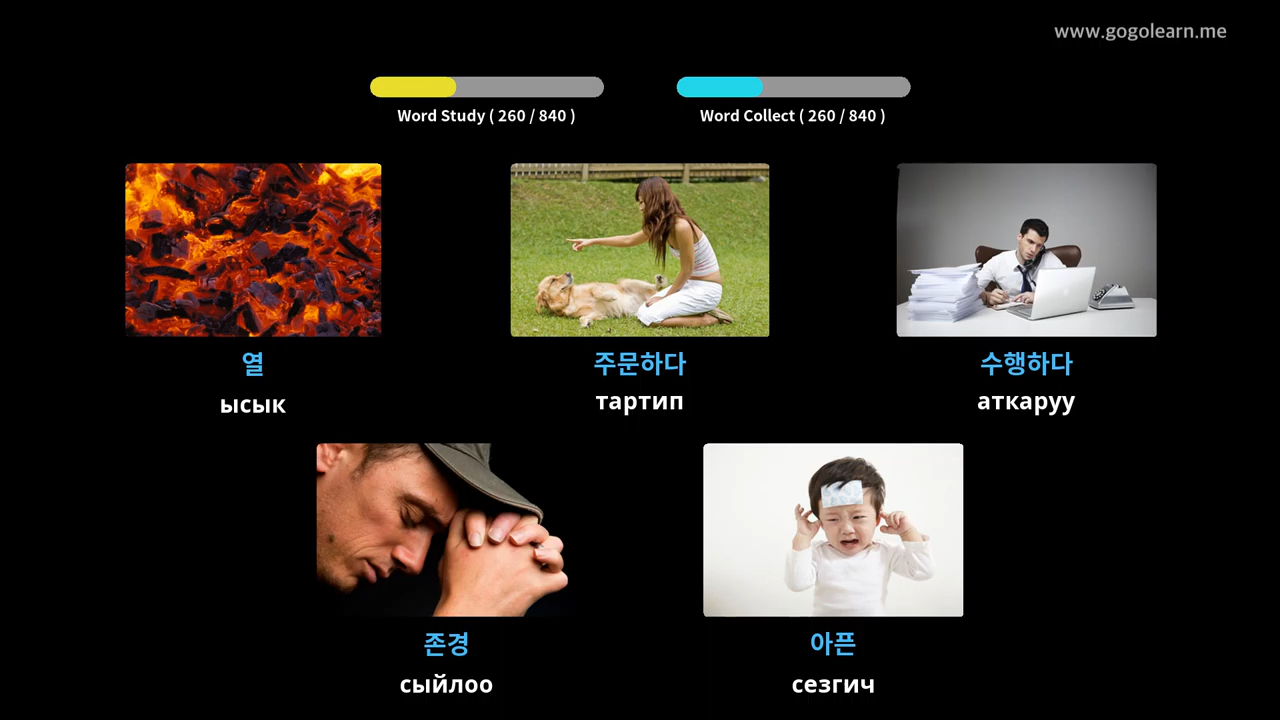 www.gogolearn.me
Word Study ( 260 / 840 )
Word Collect ( 260 / 840 )
열
ысык
주문하다
тартип
수행하다
аткаруу
존경
сыйлоо
아픈
сезгич